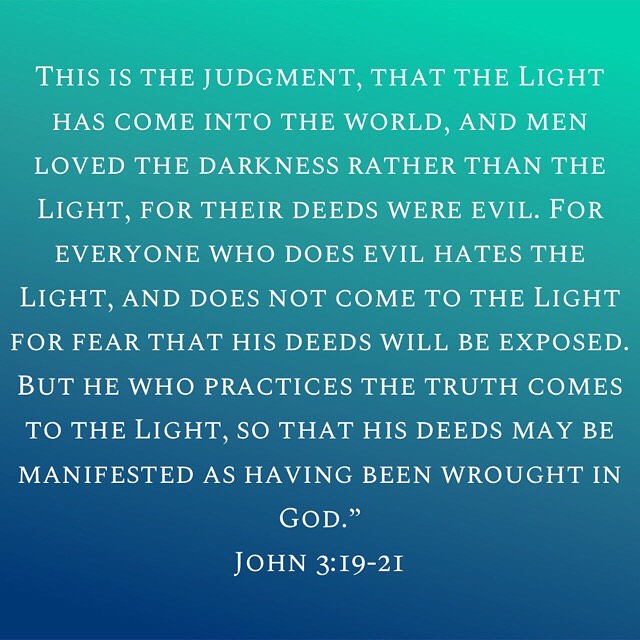 This is the judgment, that the Light
has come into the world, and men
loved the darkness rather than the
Light, for their deeds were evil. For
everyone who does evil hates the
Light, and does not come to the Light
for fear that his deeds will be exposed.
But he who practices the truth comes
to the Light, so that his deeds may be
manifested as having been wrought in
God.”
John 3:19-21